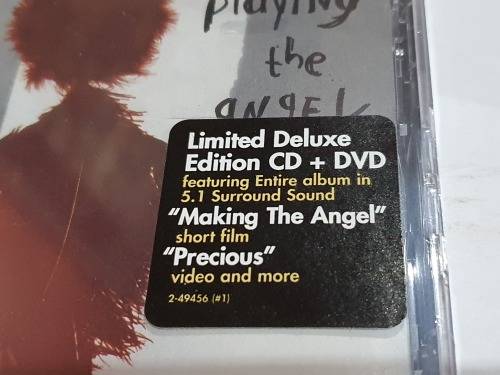 playing
the
ANGEL
Limited Deluxe
Edition CD + DVD
featuring Entire album in
5.1 Surround Sound
“Making The Angel”
short film
“Precious”
video and more
2-49456 (#1)